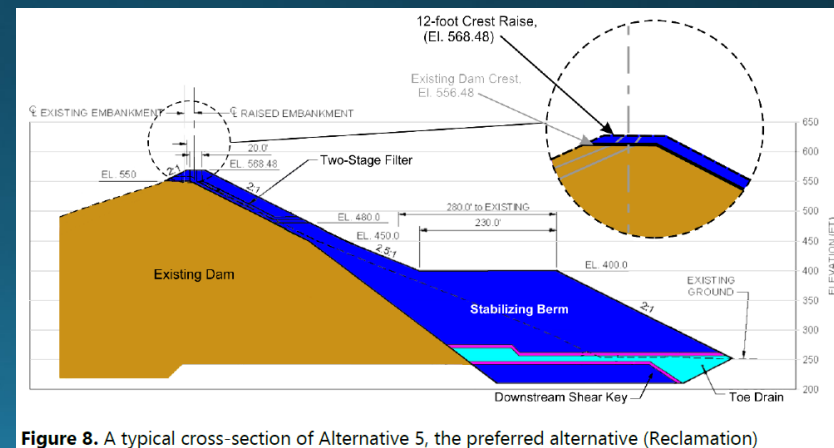 12-foot Crest Raise,
(El. 568.48)
Existing Dam Crest,
El. 556.48
℄ EXISTING EMBANKMENT
℄ RAISED EMBANKMENT
650
600
550
500
450
400
350
300
250
200
ELEVATION (FT)
20.0'
EL. 568.48
Two-Stage Filter
EL. 550
2:1
2:1
EL. 480.0
280.0' to EXISTING
230.0'
EL. 450.0
2.5:1
EL. 400.0
EXISTING
GROUND
Existing Dam
Stabilizing Berm
2:1
Downstream Shear Key
Toe Drain
Figure 8. A typical cross-section of Alternative 5, the preferred alternative (Reclamation)